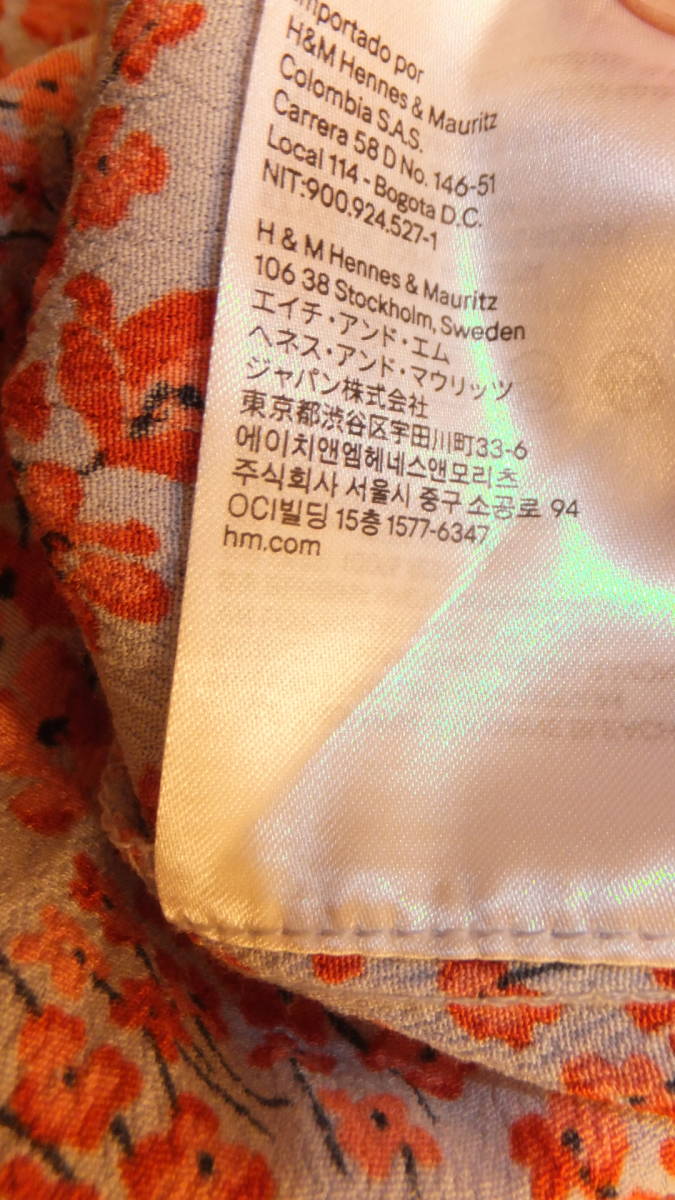 Importado por
H&M Hennes & Mauritz
Colombia S.A.S.
Carrera 58 D No. 146-51
Local 114 - Bogota D.C.
NIT:900.924.527-1
H & M Hennes & Mauritz
106 38 Stockholm, Sweden
エイチ・アンド・エム
ヘネス・アンド・マウリッツ
ジャパン株式会社
東京都渋谷区宇田川町33-6
에이치앤엠헤네스앤모리츠
주식회사 서울시 중구 소공로 94
OCI빌딩 15층 1577-6347
hm.com